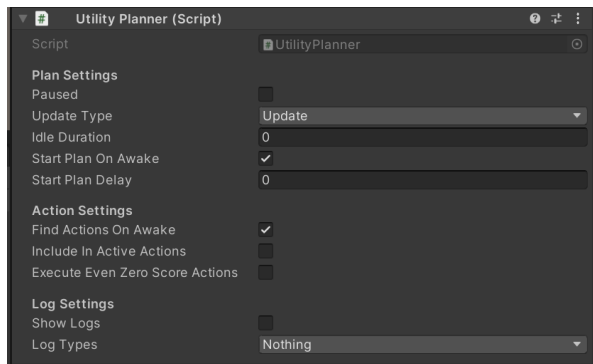 # Utility Planner (Script)
Script # UtilityPlanner
Plan Settings
Paused
Update Type Update
Idle Duration 0
Start Plan On Awake
Start Plan Delay 0
Action Settings
Find Actions On Awake
Include In Active Actions
Execute Even Zero Score Actions
Log Settings
Show Logs
Log Types Nothing